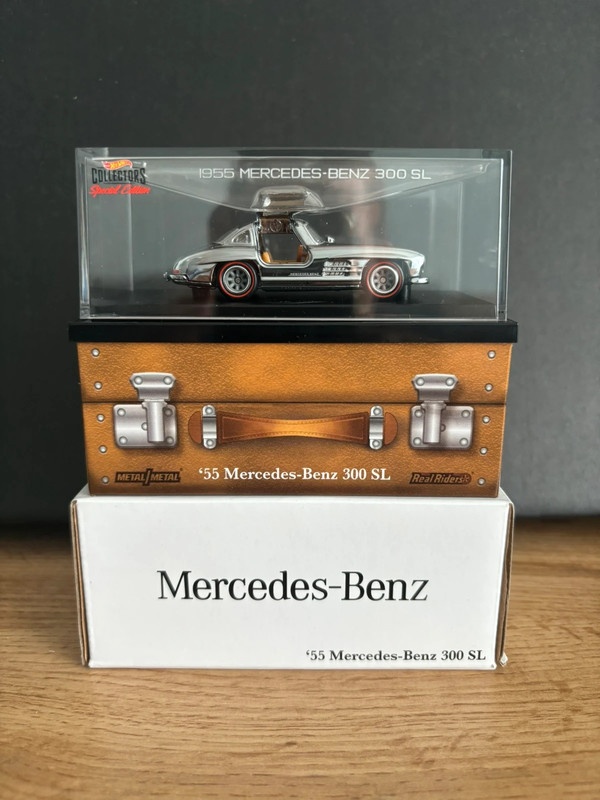 Hot Wheels
COLLECTORS
Special Edition
1955 MERCEDES-BENZ 300 SL
METAL METAL
'55 Mercedes-Benz 300 SL
Real Riders
Mercedes-Benz
'55 Mercedes-Benz 300 SL